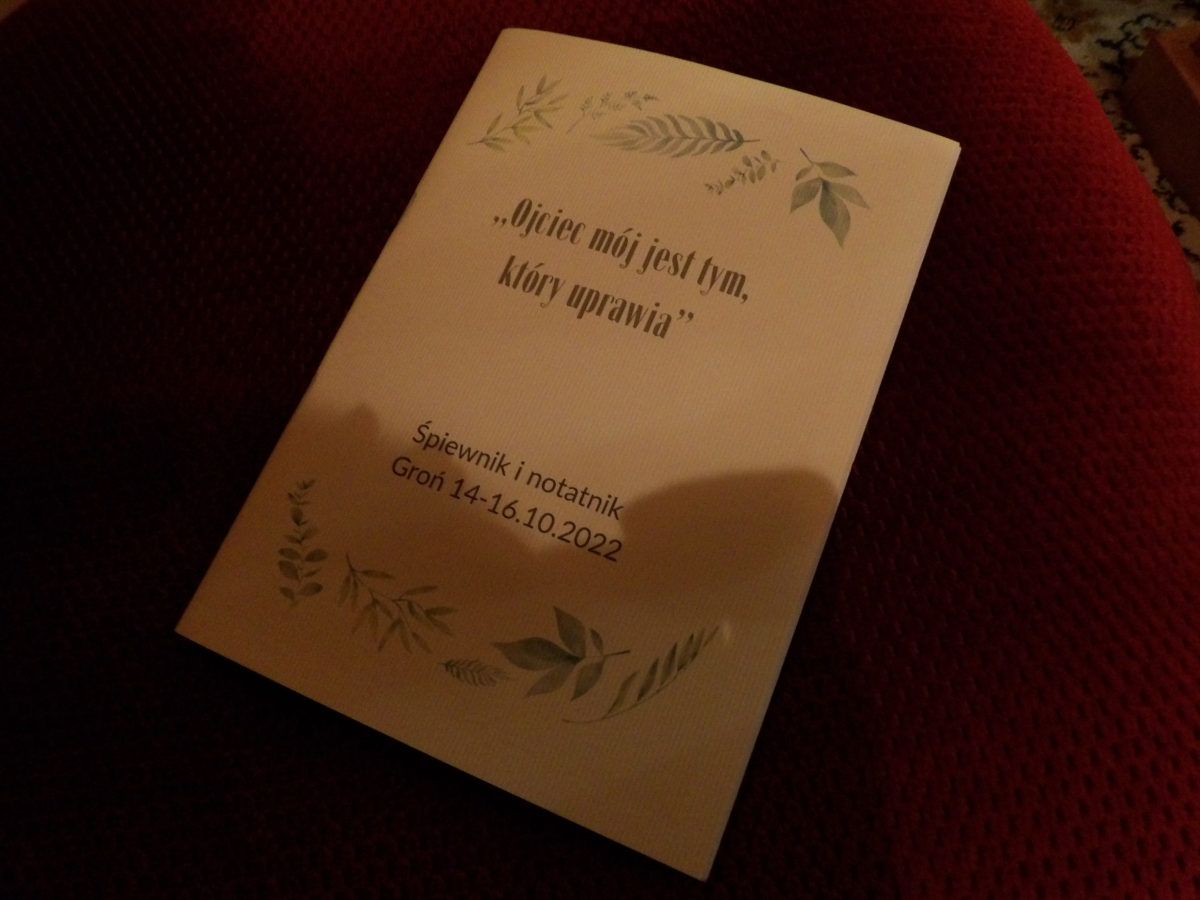 „Ojciec mój jest tym,
który uprawia”
Śpiewnik i notatnik
Groń 14-16.10.2022